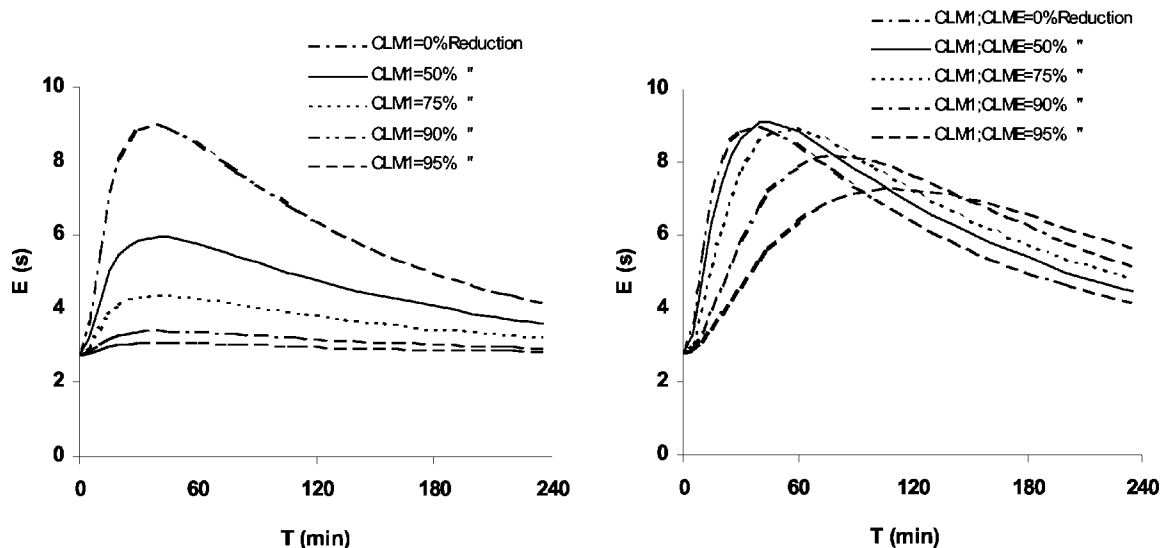 CLM1=0%Reduction
CLM1=50% "
CLM1=75% "
CLM1=90% "
CLM1=95% "
10
8
6
4
2
0
E (s)
0 60 120 180 240
T (min)
CLM1;CLME=0%Reduction
CLM1;CLME=50% "
CLM1;CLME=75% "
CLM1;CLME=90% "
CLM1;CLME=95% "
10
8
6
4
2
0
E (s)
0 60 120 180 240
T (min)